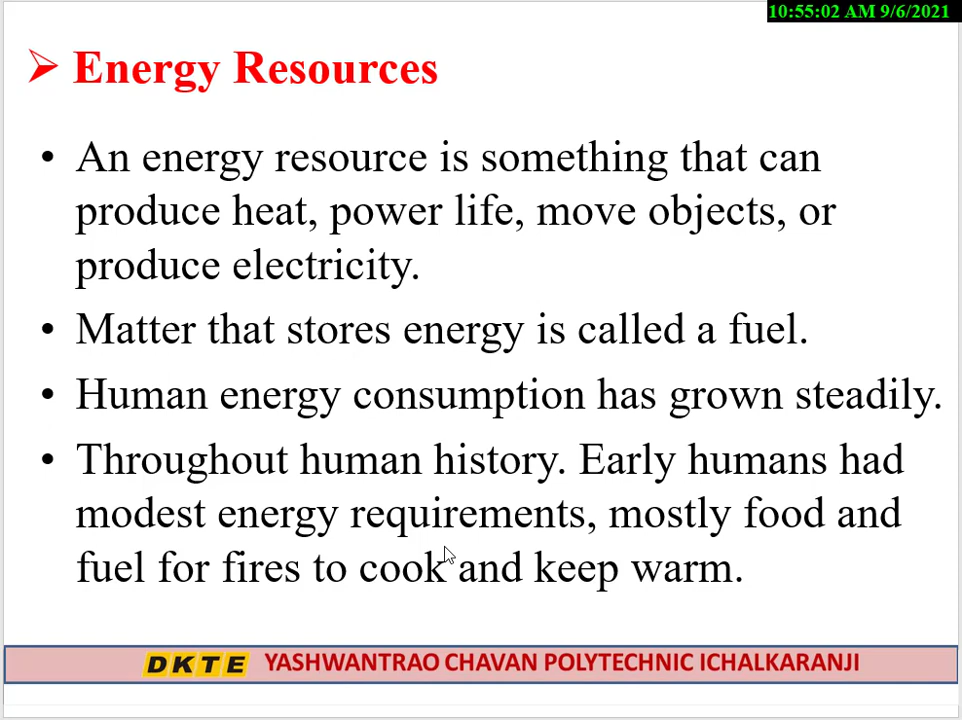 10:55:02 AM 9/6/2021
➢ Energy Resources
• An energy resource is something that can
produce heat, power life, move objects, or
produce electricity.
• Matter that stores energy is called a fuel.
• Human energy consumption has grown steadily.
• Throughout human history. Early humans had
modest energy requirements, mostly food and
fuel for fires to cook and keep warm.
DKTE YASHWANTRAO CHAVAN POLYTECHNIC ICHALKARANJI